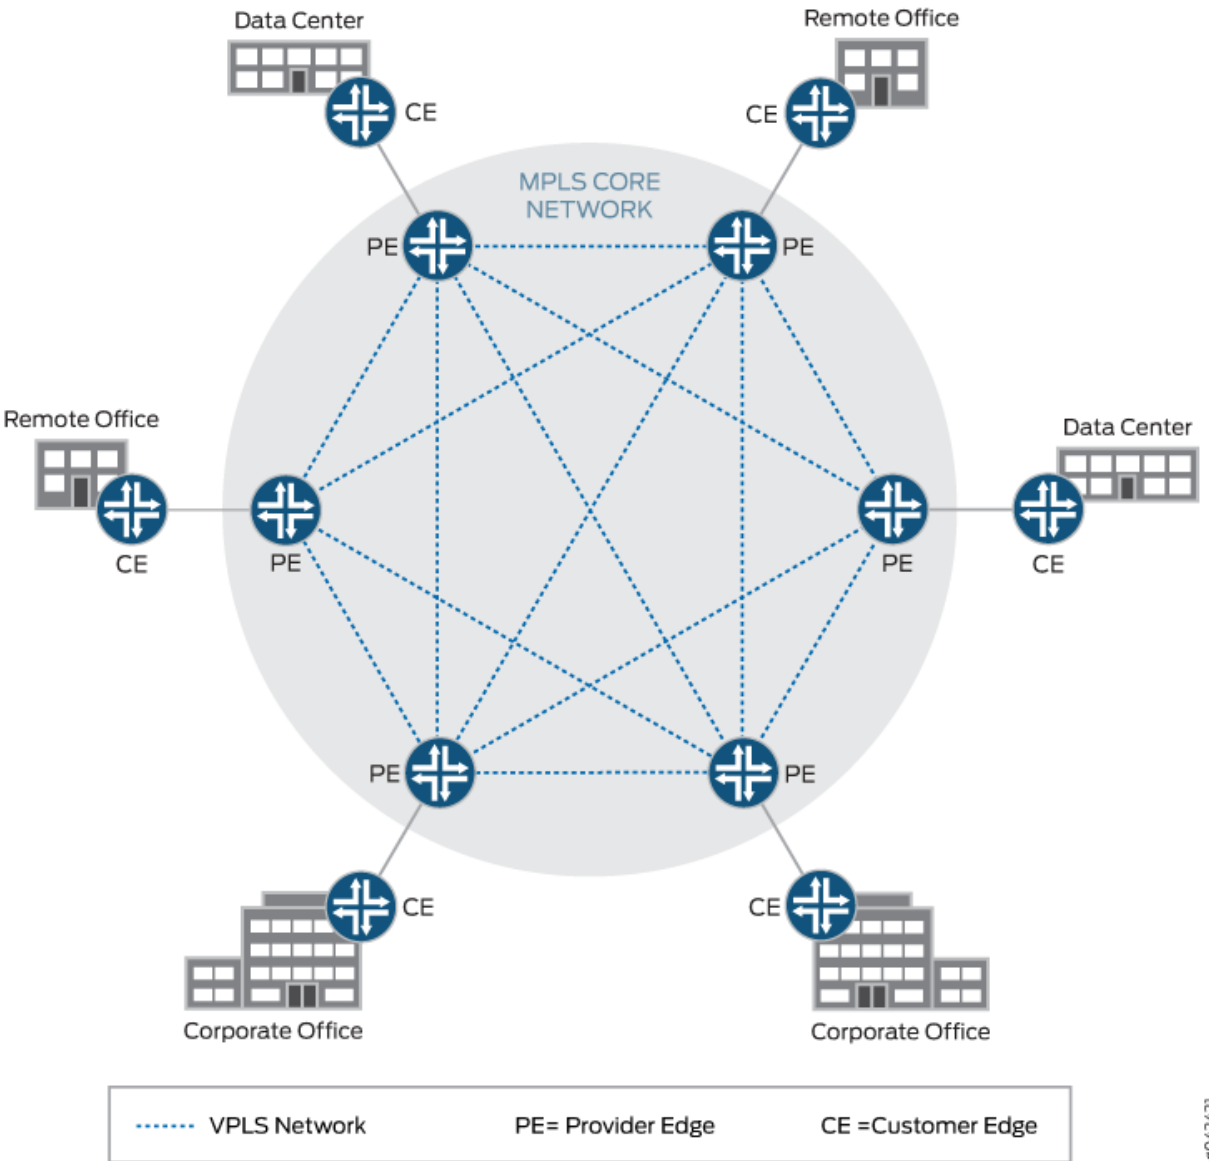 Data Center
Remote Office
CE
CE
MPLS CORE
NETWORK
PE
PE
Remote Office
Data Center
CE
PE
PE
CE
PE
PE
CE
CE
Corporate Office
Corporate Office
VPLS Network
PE= Provider Edge
CE =Customer Edge